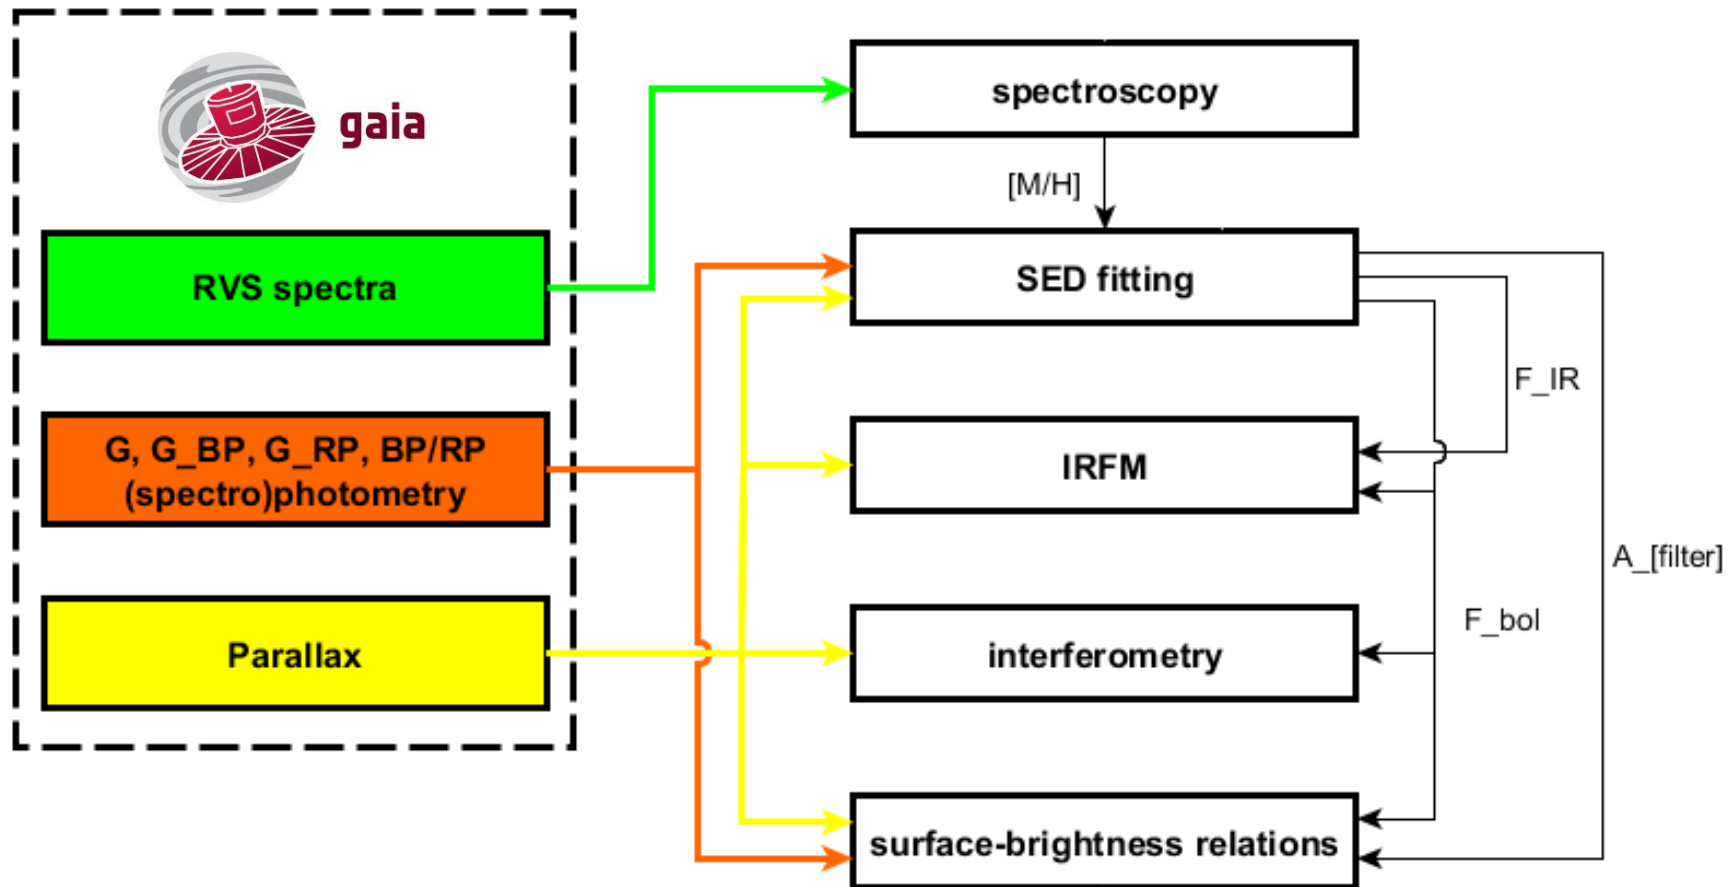 gaia
RVS spectra
G, G_BP, G_RP, BP/RP
(spectro)photometry
Parallax
spectroscopy
[M/H]
SED fitting
F_IR
IRFM
A_[filter]
F_bol
interferometry
surface-brightness relations